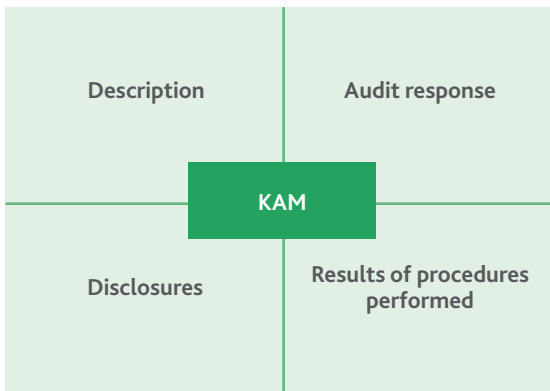 Description
Audit response
KAM
Disclosures
Results of procedures
performed